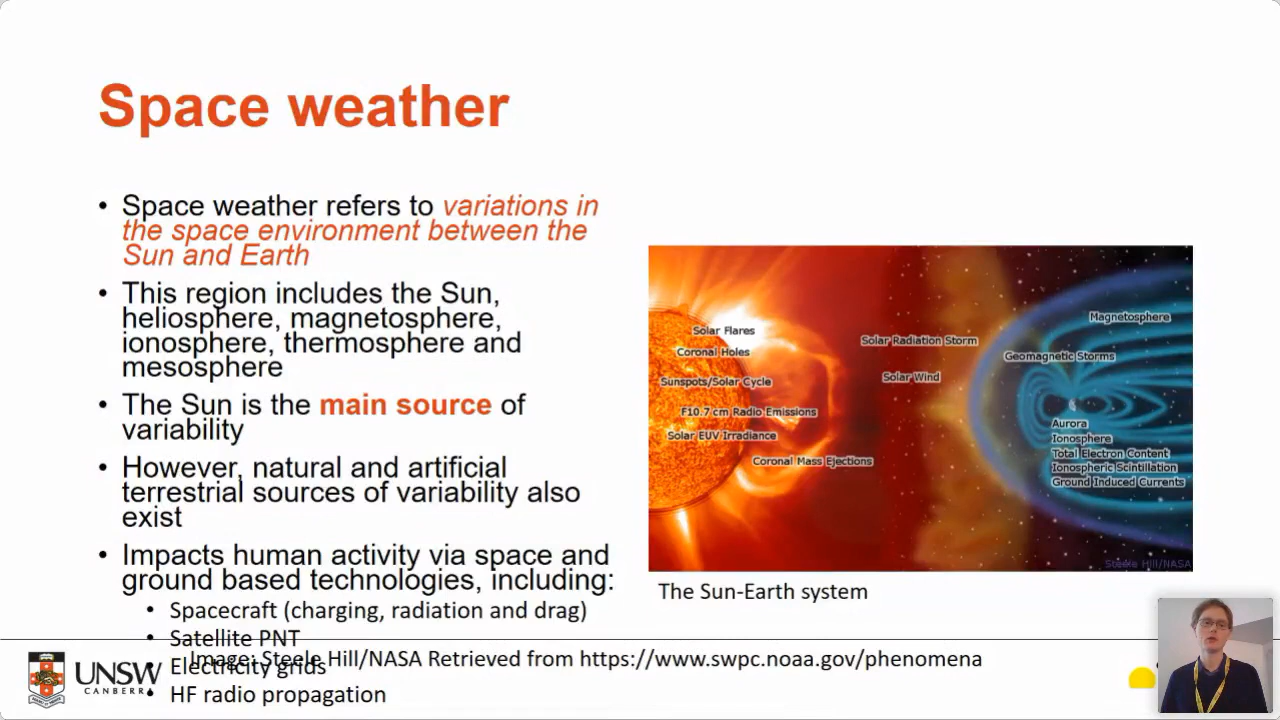 Space weather
• Space weather refers to variations in
the space environment between the
Sun and Earth
• This region includes the Sun,
heliosphere, magnetosphere,
ionosphere, thermosphere and
mesosphere
• The Sun is the main source of
variability
• However, natural and artificial
terrestrial sources of variability also
exist
• Impacts human activity via space and
ground based technologies, including:
• Spacecraft (charging, radiation and drag)
• Satellite PNT
• Electricity grids
• HF radio propagation
Solar Flares
Coronal Holes
Sunspots/Solar Cycle
F10.7 cm Radio Emissions
Solar EUV Irradiance
Coronal Mass Ejections
Solar Radiation Storm
Solar Wind
Magnetosphere
Geomagnetic Storms
Aurora
Ionosphere
Total Electron Content
Ionospheric Scintillation
Ground Induced Currents
Steele Hill/NASA
The Sun-Earth system
Image: Steele Hill/NASA Retrieved from https://www.swpc.noaa.gov/phenomena
UNSW
CANBERRA